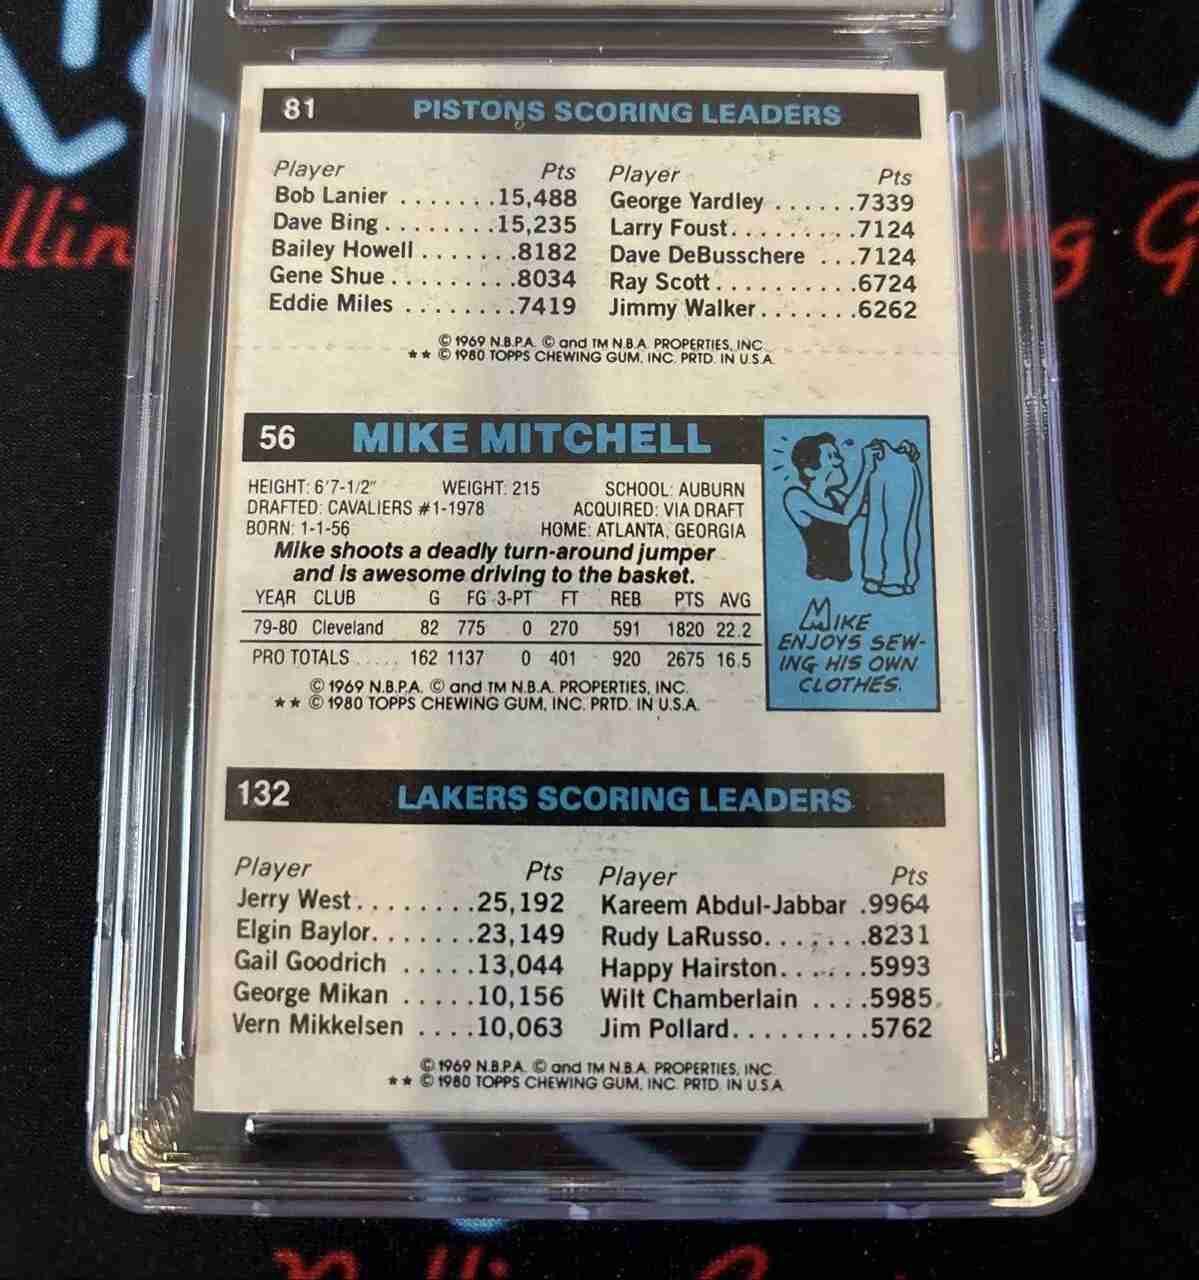 81 PISTONS SCORING LEADERS
Player Pts Player Pts
Bob Lanier . . . . . . .15,488 George Yardley . . . . . .7339
Dave Bing. . . . . . . .15,235 Larry Foust. . . . . . . . .7124
Bailey Howell . . . . . . .8182 Dave DeBusschere . . .7124
Gene Shue . . . . . . . . .8034 Ray Scott . . . . . . . . . .6724
Eddie Miles . . . . . . . .7419 Jimmy Walker . . . . . . .6262
© 1969 N.B.P.A. © and TM N.B.A. PROPERTIES, INC.
★★ © 1980 TOPPS CHEWING GUM, INC. PRTD. IN U.S.A.
56 MIKE MITCHELL
HEIGHT: 6'7-1/2" WEIGHT: 215 SCHOOL: AUBURN
DRAFTED: CAVALIERS #1-1978 ACQUIRED: VIA DRAFT
BORN: 1-1-56 HOME: ATLANTA, GEORGIA
Mike shoots a deadly turn-around jumper
and is awesome driving to the basket.
YEAR CLUB G FG 3-PT FT REB PTS AVG
79-80 Cleveland 82 775 0 270 591 1820 22.2
PRO TOTALS . . . . . 162 1137 0 401 920 2675 16.5
© 1969 N.B.P.A. © and TM N.B.A. PROPERTIES, INC.
★★ © 1980 TOPPS CHEWING GUM, INC. PRTD. IN U.S.A.
MIKE
ENJOYS SEW-
ING HIS OWN
CLOTHES.
132 LAKERS SCORING LEADERS
Player Pts Player Pts
Jerry West. . . . . . . .25,192 Kareem Abdul-Jabbar .9964
Elgin Baylor. . . . . . .23,149 Rudy LaRusso. . . . . . .8231
Gail Goodrich . . . . .13,044 Happy Hairston. . . . . .5993
George Mikan . . . . .10,156 Wilt Chamberlain . . . .5985
Vern Mikkelsen . . . .10,063 Jim Pollard. . . . . . . . .5762
© 1969 N.B.P.A. © and TM N.B.A. PROPERTIES, INC.
★★ © 1980 TOPPS CHEWING GUM, INC. PRTD. IN U.S.A.